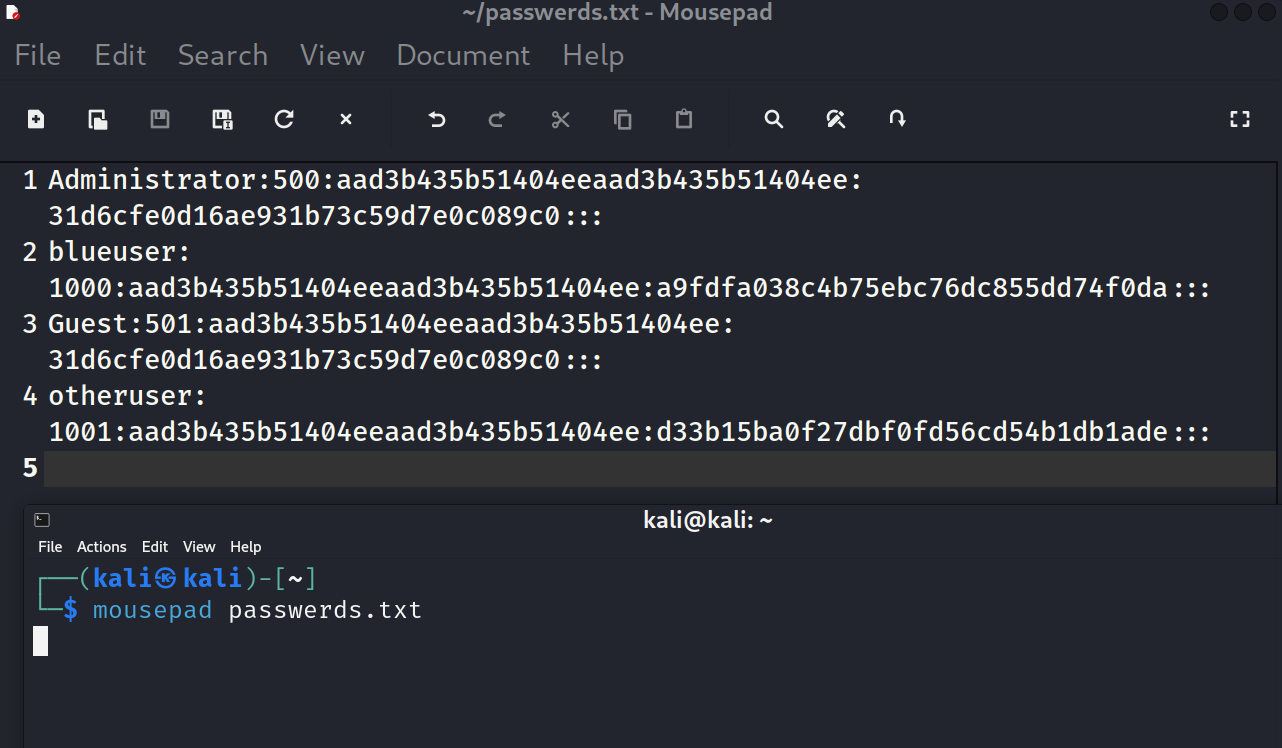 ~/passwerds.txt - Mousepad
File Edit Search View Document Help
1 Administrator:500:aad3b435b51404eeaad3b435b51404ee:
31d6cfe0d16ae931b73c59d7e0c089c0:::
2 blueuser:
1000:aad3b435b51404eeaad3b435b51404ee:a9fdfa038c4b75ebc76dc855dd74f0da:::
3 Guest:501:aad3b435b51404eeaad3b435b51404ee:
31d6cfe0d16ae931b73c59d7e0c089c0:::
4 otheruser:
1001:aad3b435b51404eeaad3b435b51404ee:d33b15ba0f27dbf0fd56cd54b1db1ade:::
5
kali@kali: ~
File Actions Edit View Help
┌──(kali㉿kali)-[~]
└─$ mousepad passwerds.txt